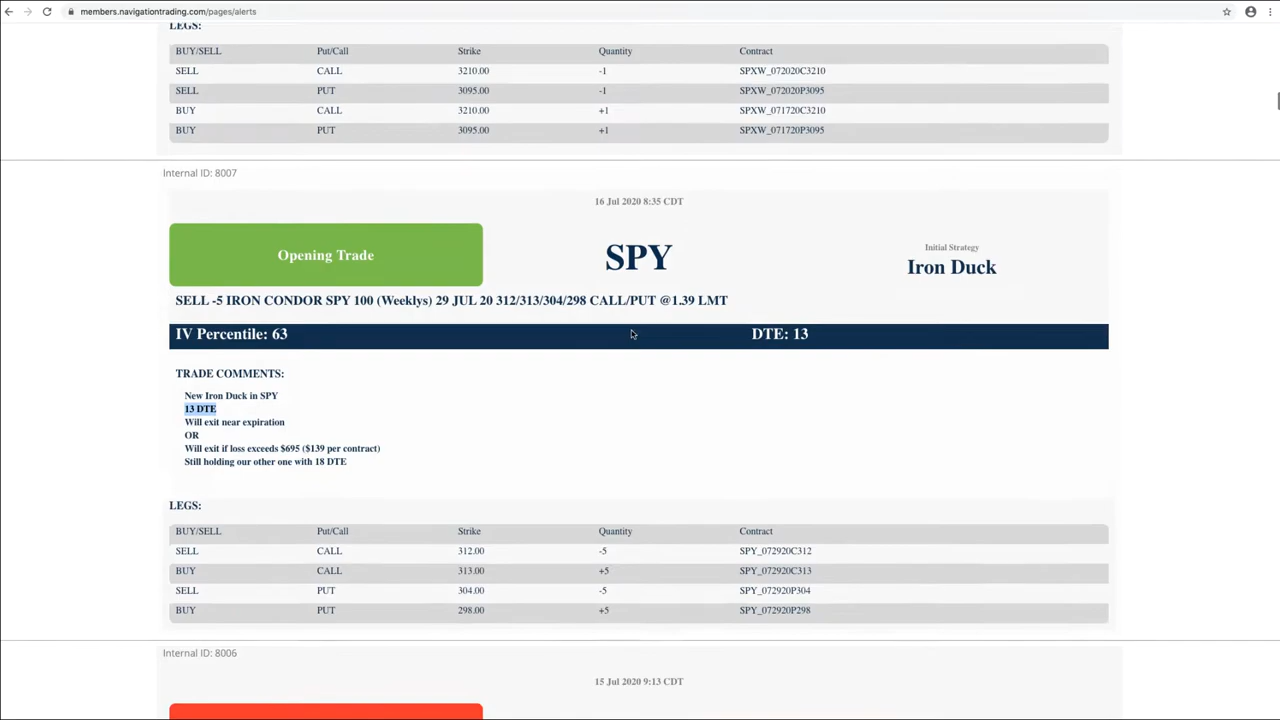 members.navigationtrading.com/pages/alerts
LEGS:
BUY/SELL Put/Call Strike Quantity Contract
SELL CALL 3210.00 -1 SPXW_072020C3210
SELL PUT 3095.00 -1 SPXW_072020P3095
BUY CALL 3210.00 +1 SPXW_071720C3210
BUY PUT 3095.00 +1 SPXW_071720P3095
Internal ID: 8007
16 Jul 2020 8:35 CDT
Opening Trade
SPY
Initial Strategy
Iron Duck
SELL -5 IRON CONDOR SPY 100 (Weeklys) 29 JUL 20 312/313/304/298 CALL/PUT @1.39 LMT
IV Percentile: 63 DTE: 13
TRADE COMMENTS:
New Iron Duck in SPY
13 DTE
Will exit near expiration
OR
Will exit if loss exceeds $695 ($139 per contract)
Still holding our other one with 18 DTE
LEGS:
BUY/SELL Put/Call Strike Quantity Contract
SELL CALL 312.00 -5 SPY_072920C312
BUY CALL 313.00 +5 SPY_072920C313
SELL PUT 304.00 -5 SPY_072920P304
BUY PUT 298.00 +5 SPY_072920P298
Internal ID: 8006
15 Jul 2020 9:13 CDT